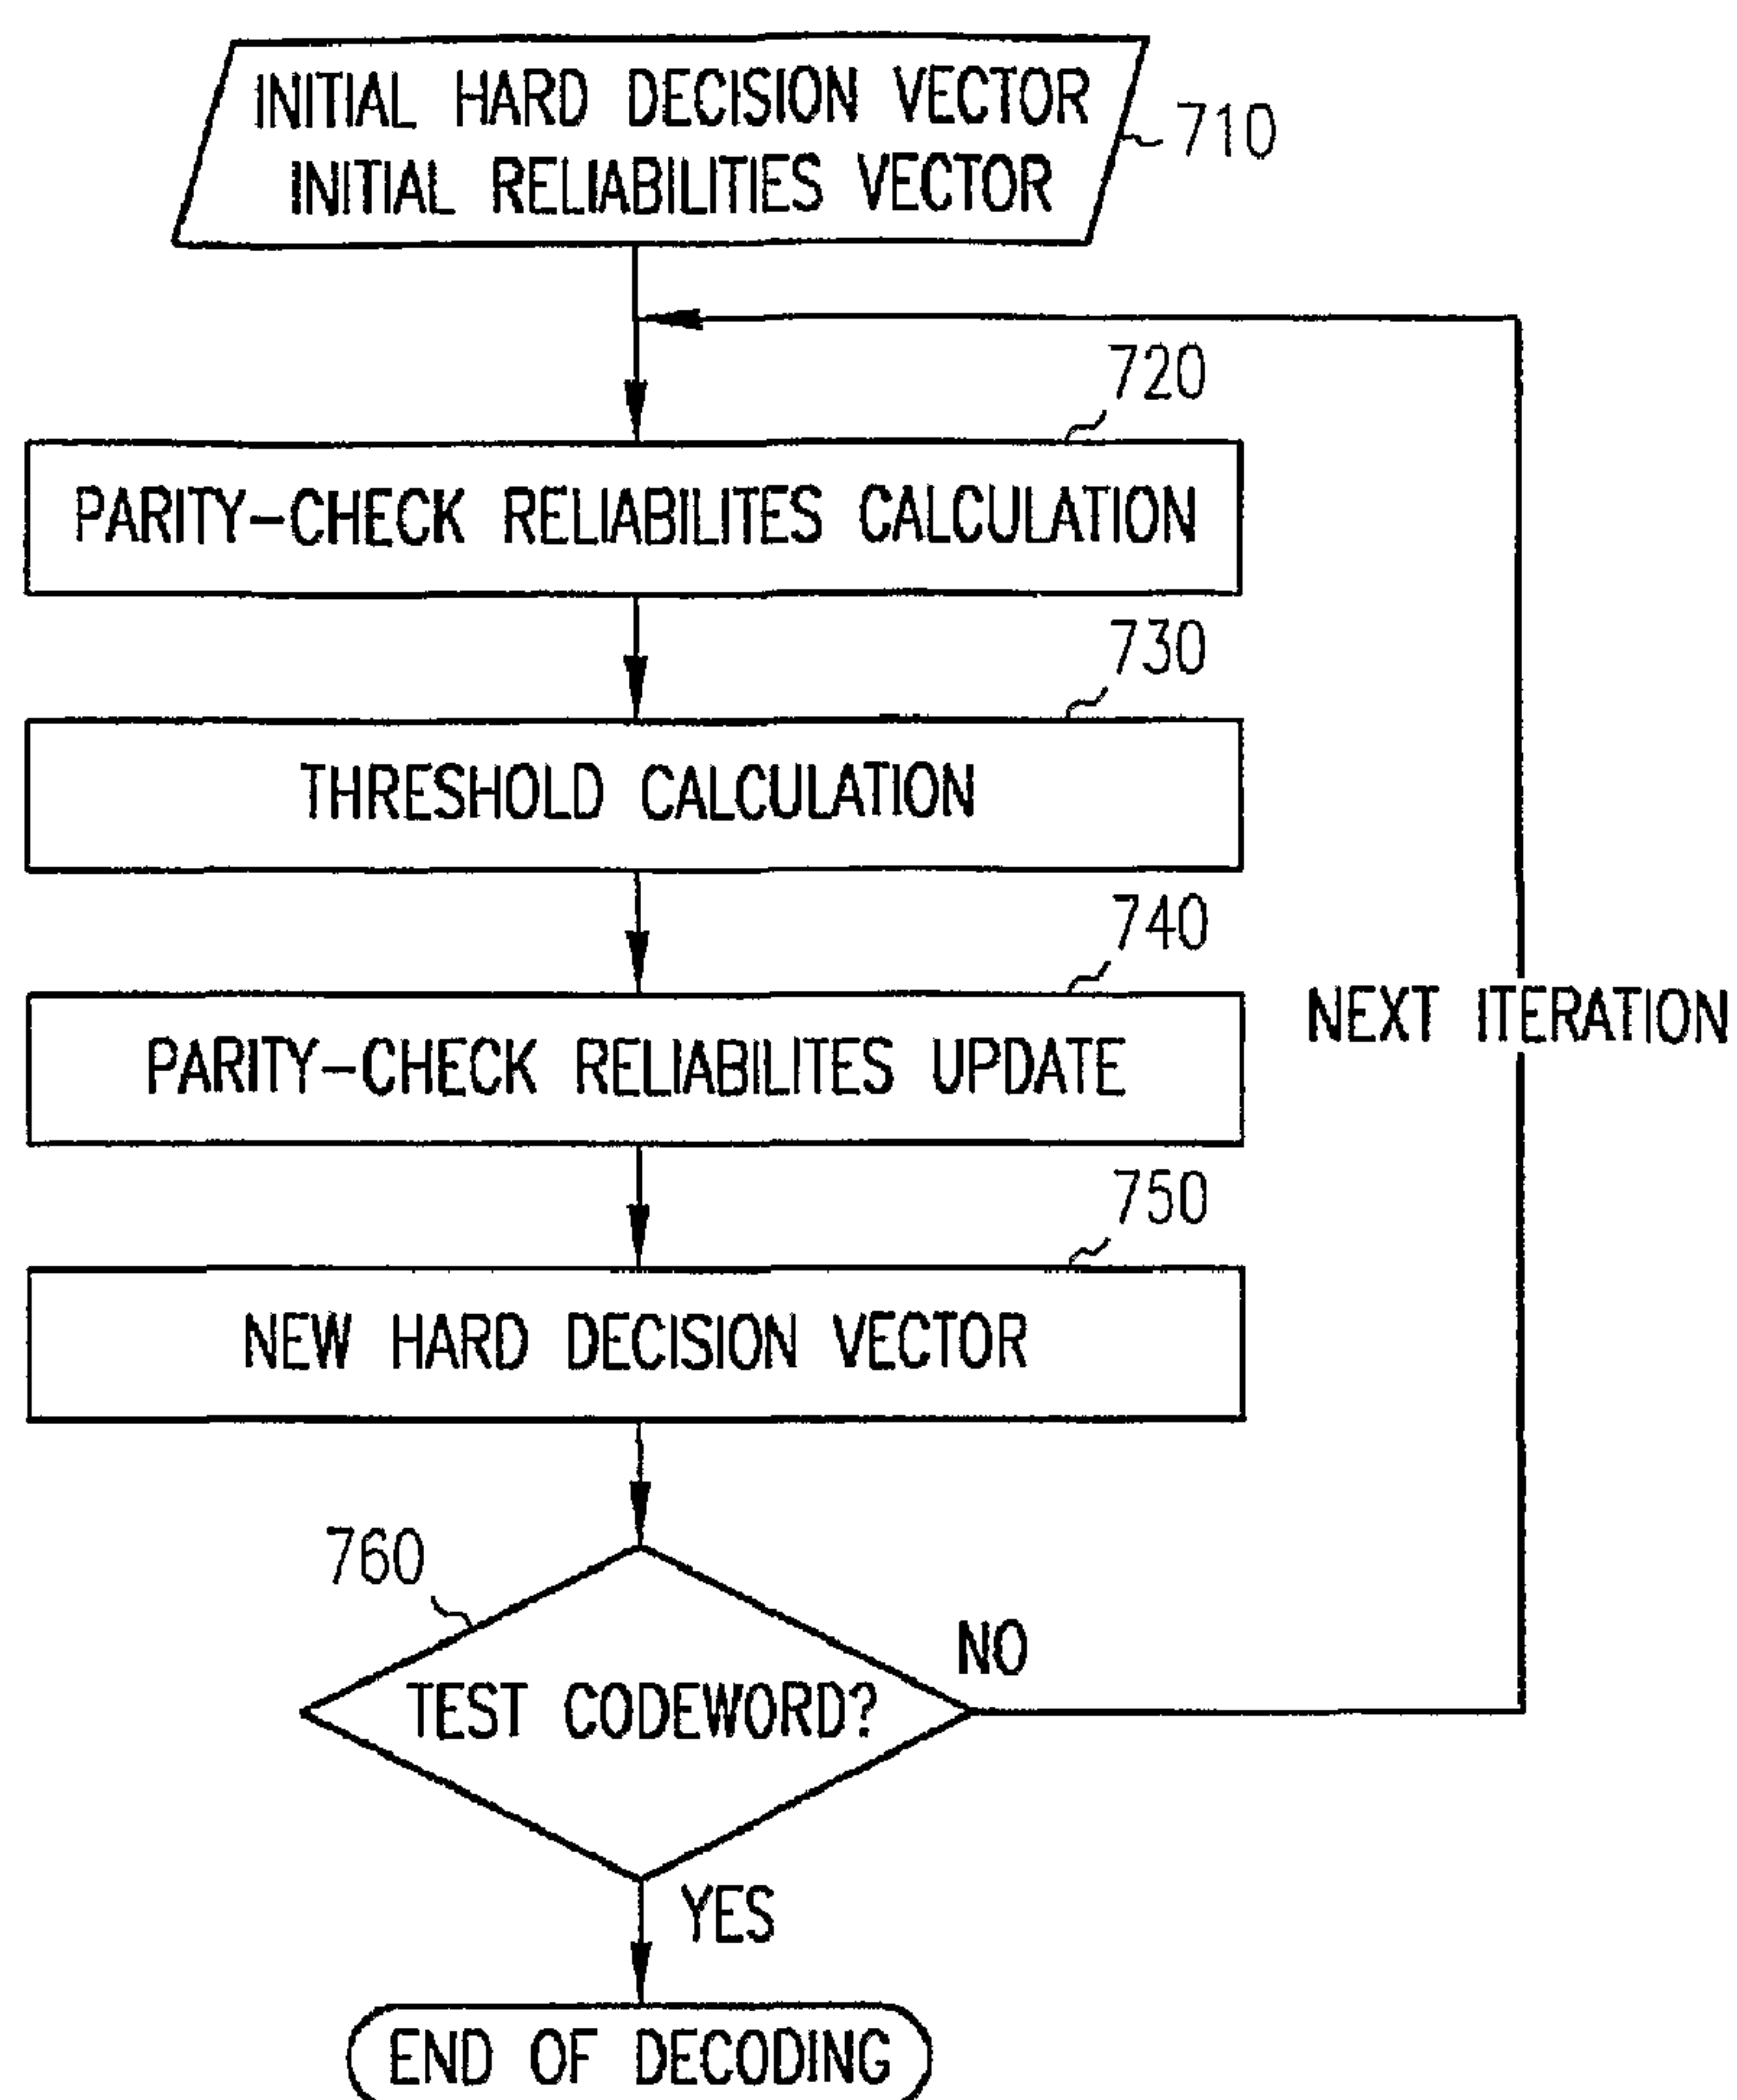 INITIAL HARD DECISION VECTOR
INITIAL RELIABILITIES VECTOR
710
720
PARITY-CHECK RELIABILITES CALCULATION
730
THRESHOLD CALCULATION
740
PARITY-CHECK RELIABILITES UPDATE
NEXT ITERATION
750
NEW HARD DECISION VECTOR
760
TEST CODEWORD?
NO
YES
END OF DECODING